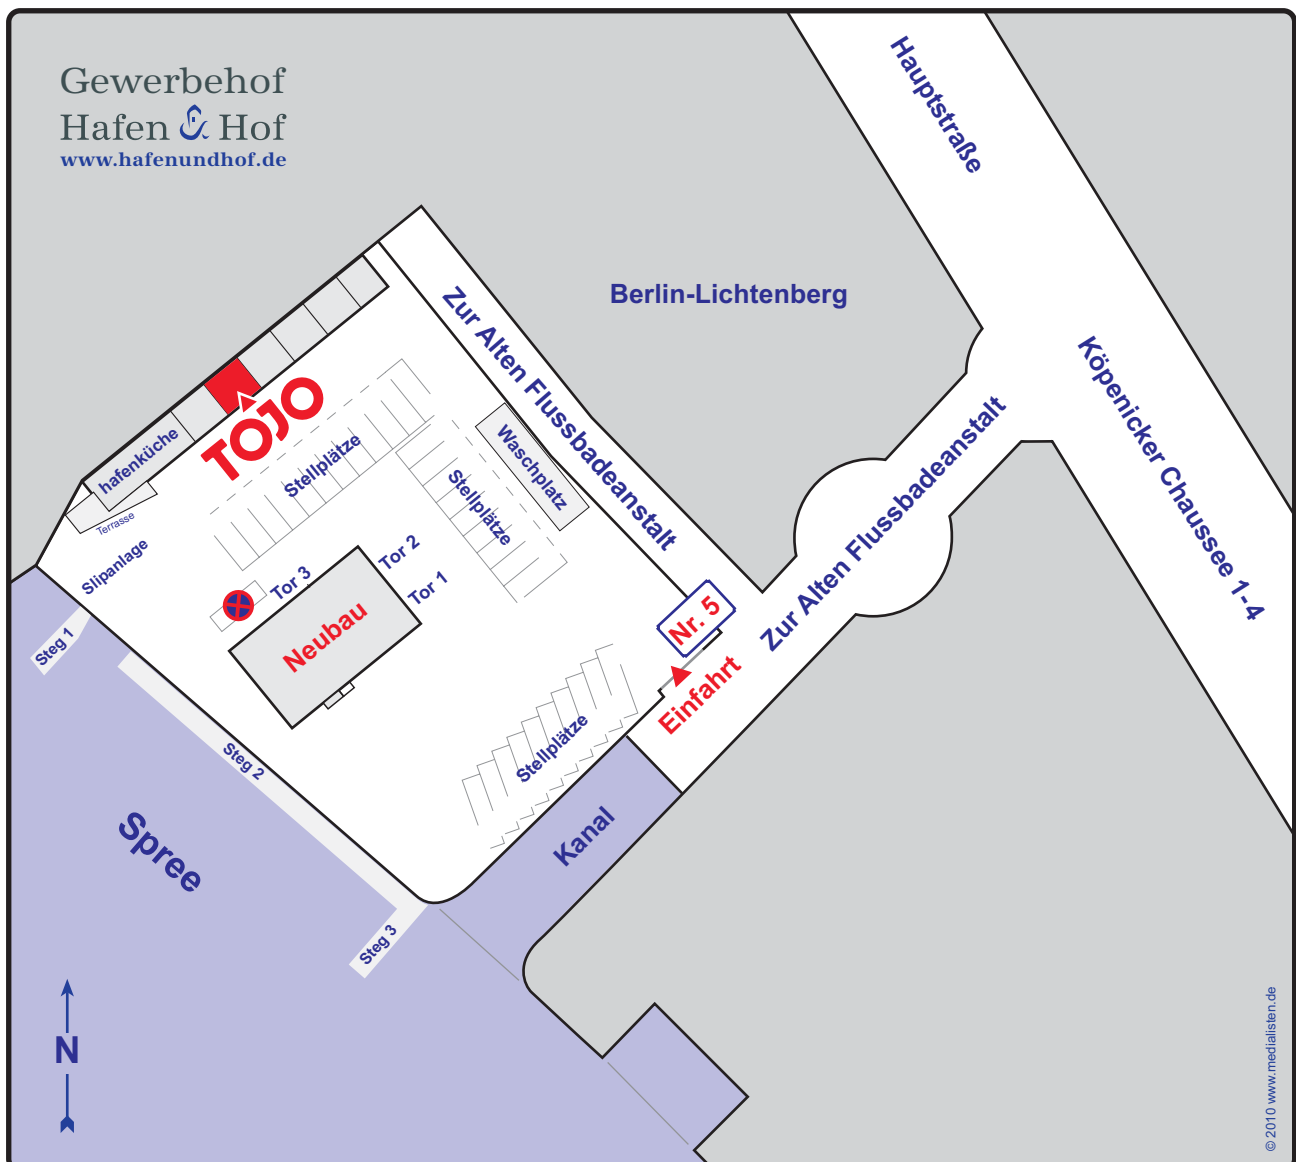 Gewerbehof
Hafen & Hof
www.hafenundhof.de
Hauptstraße
Berlin-Lichtenberg
Zur Alten Flussbadeanstalt
Köpenicker Chaussee 1-4
Zur Alten Flussbadeanstalt
TOJO
hafenküche
Terrasse
Slipanlage
Stellplätze
Stellplätze
Waschplatz
Tor 3
Tor 2
Tor 1
Neubau
Nr. 5
Einfahrt
Stellplätze
Steg 1
Steg 2
Steg 3
Spree
Kanal
N
© 2010 www.medialisten.de